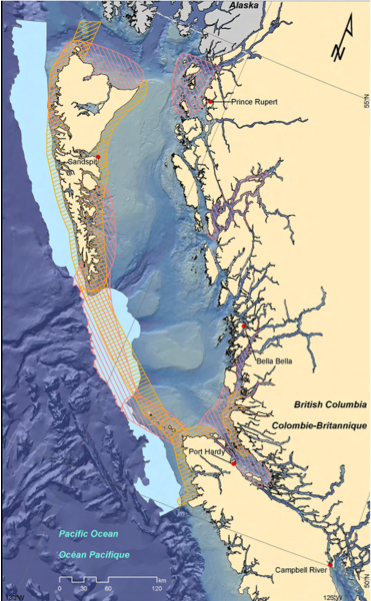 Alaska
N
55°N
Prince Rupert
Sandspit
Bella Bella
British Columbia
Colombie-Britannique
Port Hardy
Pacific Ocean
Océan Pacifique
0 30 60 120 km
Campbell River
50°N
125°W